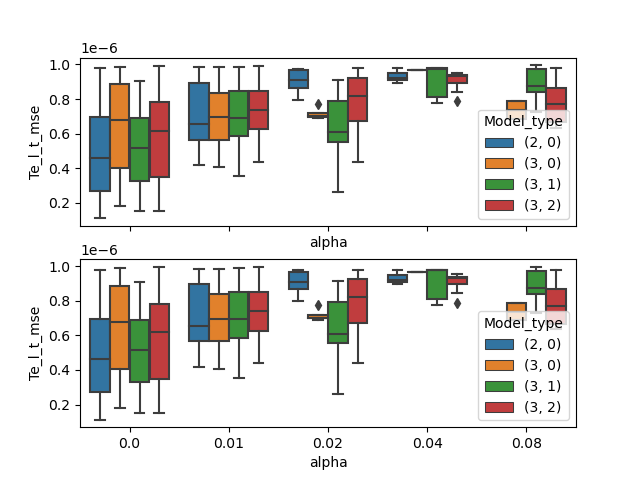 1e−6
1.0
0.8
0.6
0.4
0.2
Te_l_t_mse
Model_type
(2, 0)
(3, 0)
(3, 1)
(3, 2)
alpha
1e−6
1.0
0.8
0.6
0.4
0.2
Te_l_t_mse
Model_type
(2, 0)
(3, 0)
(3, 1)
(3, 2)
0.0 0.01 0.02 0.04 0.08
alpha